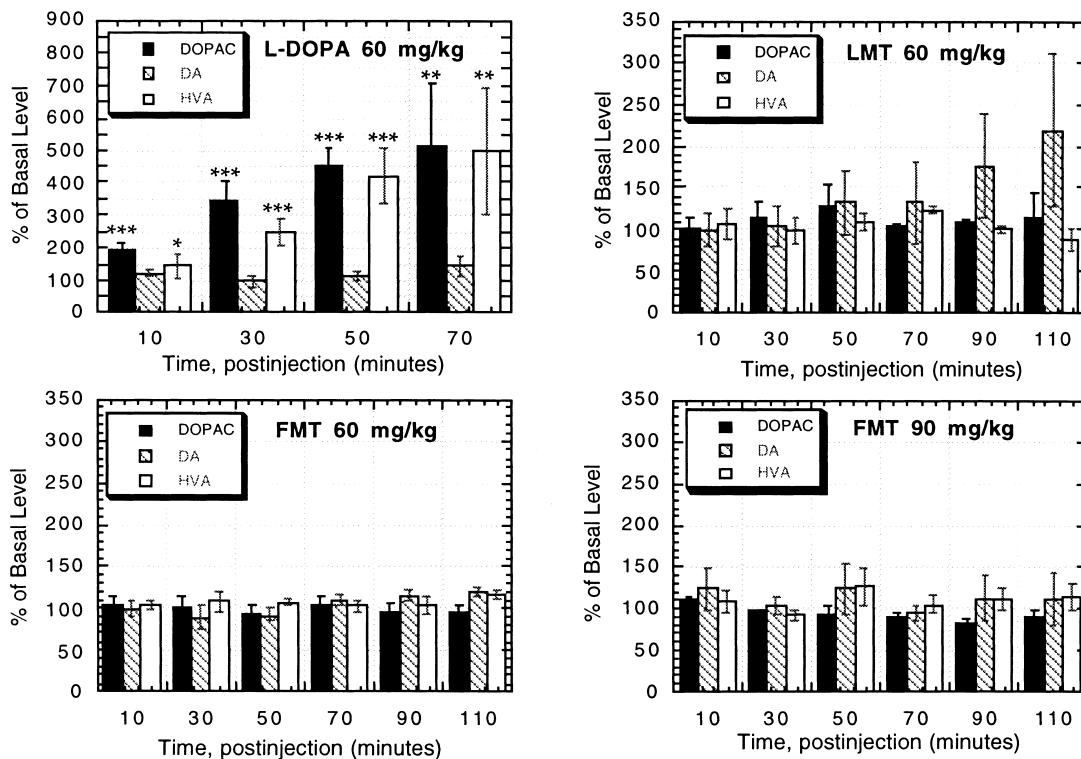 L-DOPA 60 mg/kg
DOPAC
DA
HVA
% of Basal Level
900
800
700
600
500
400
300
200
100
0
***
*
***
***
***
***
**
**
10 30 50 70
Time, postinjection (minutes)
LMT 60 mg/kg
DOPAC
DA
HVA
% of Basal Level
350
300
250
200
150
100
50
0
10 30 50 70 90 110
Time, postinjection (minutes)
FMT 60 mg/kg
DOPAC
DA
HVA
% of Basal Level
350
300
250
200
150
100
50
0
10 30 50 70 90 110
Time, postinjection (minutes)
FMT 90 mg/kg
DOPAC
DA
HVA
% of Basal Level
350
300
250
200
150
100
50
0
10 30 50 70 90 110
Time, postinjection (minutes)